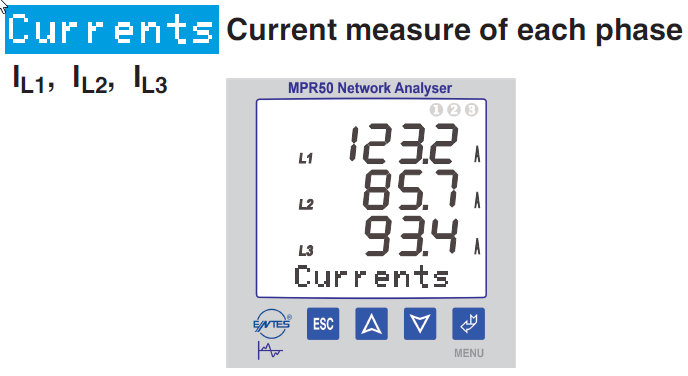 Currents Current measure of each phase
IL1, IL2, IL3
MPR50 Network Analyser
1 2 3
L1 123.2 A
L2 85.7 A
L3 93.4 A
Currents
ENTES® ESC
MENU